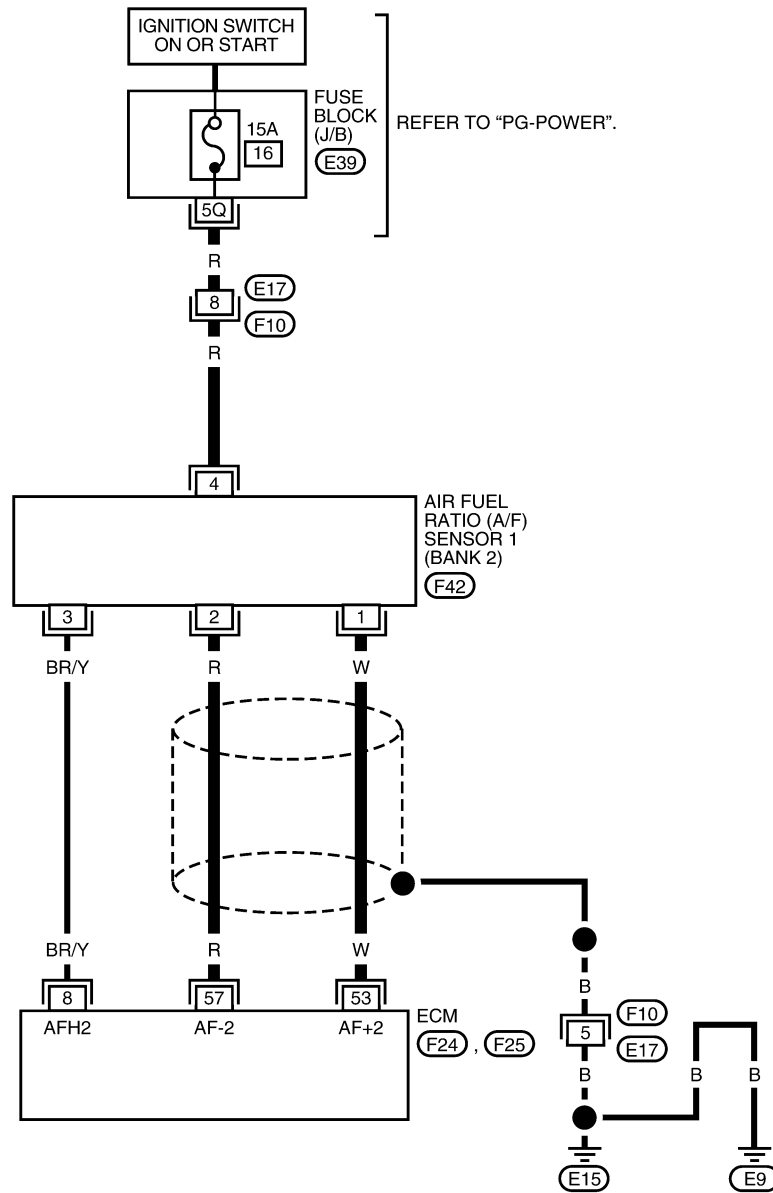 IGNITION SWITCH
ON OR START
FUSE
BLOCK
(J/B)
E39
15A
16
REFER TO “PG-POWER”.
5Q
R
8
E17
F10
R
4
AIR FUEL
RATIO (A/F)
SENSOR 1
(BANK 2)
F42
3
2
1
BR/Y
R
W
BR/Y
R
W
8
57
53
AFH2
AF-2
AF+2
ECM
F24 , F25
B
5
F10
E17
B
B
B
E15
E9